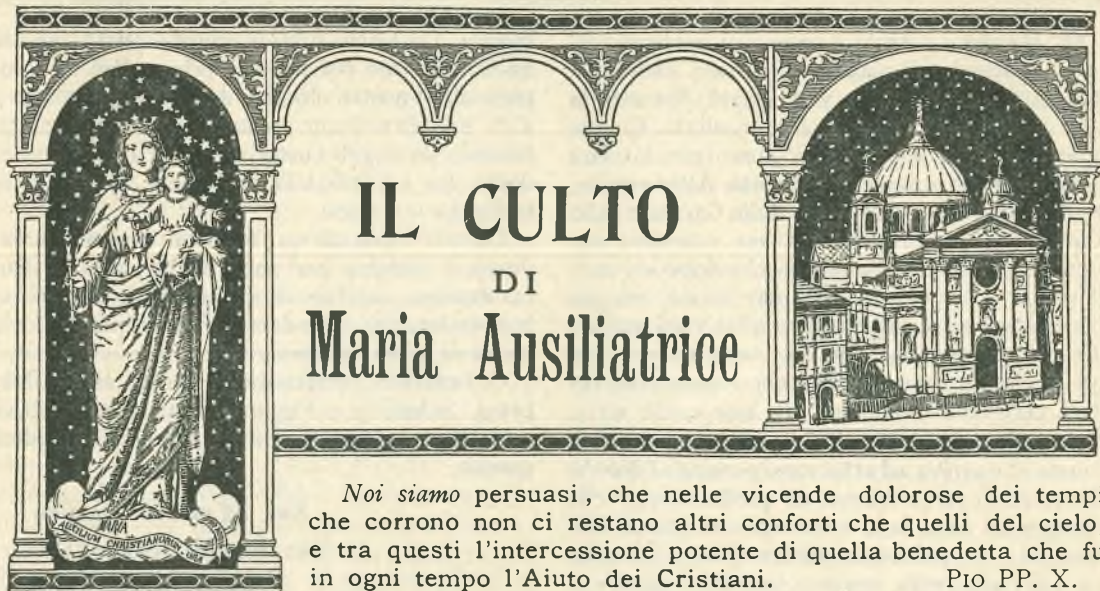 IL CULTO
DI
Maria Ausiliatrice
MARIA
AUXILIUM CHRISTIANORUM
Noi siamo persuasi, che nelle vicende dolorose dei tempi
che corrono non ci restano altri conforti che quelli del cielo
e tra questi l'intercessione potente di quella benedetta che fu
in ogni tempo l'Aiuto dei Cristiani. PIO PP. X.